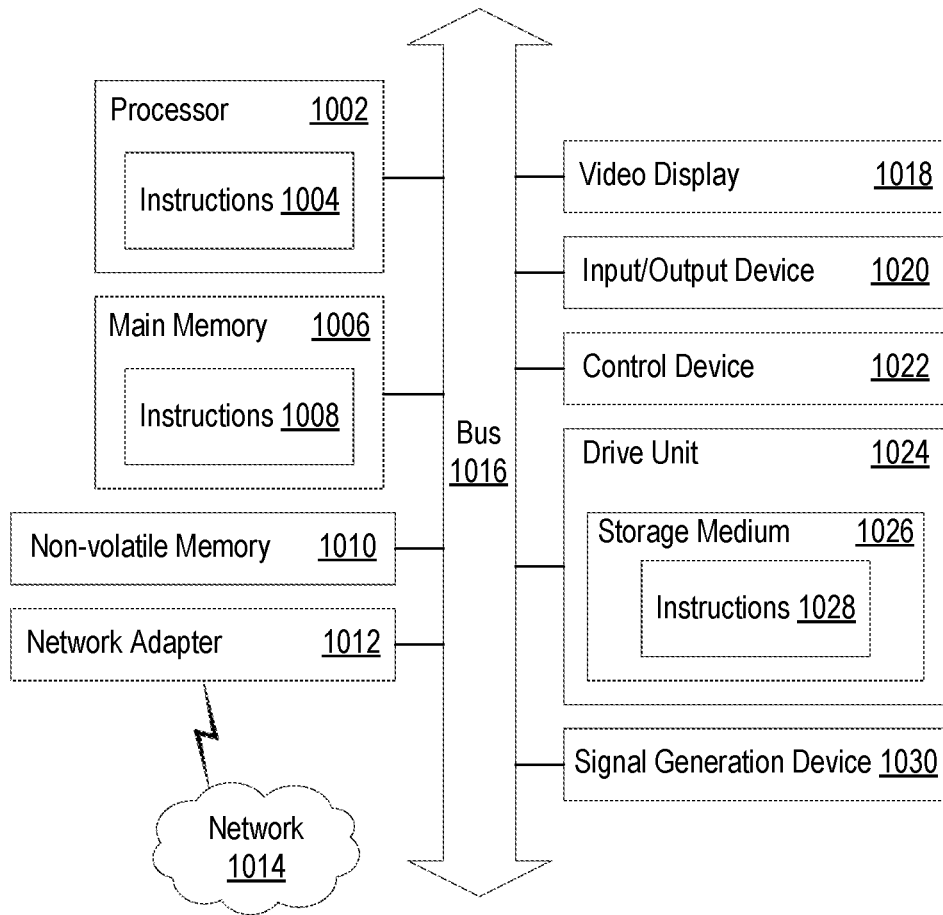 Processor 1002
Instructions 1004
Main Memory 1006
Instructions 1008
Non-volatile Memory 1010
Network Adapter 1012
Network
1014
Bus
1016
Video Display 1018
Input/Output Device 1020
Control Device 1022
Drive Unit 1024
Storage Medium 1026
Instructions 1028
Signal Generation Device 1030